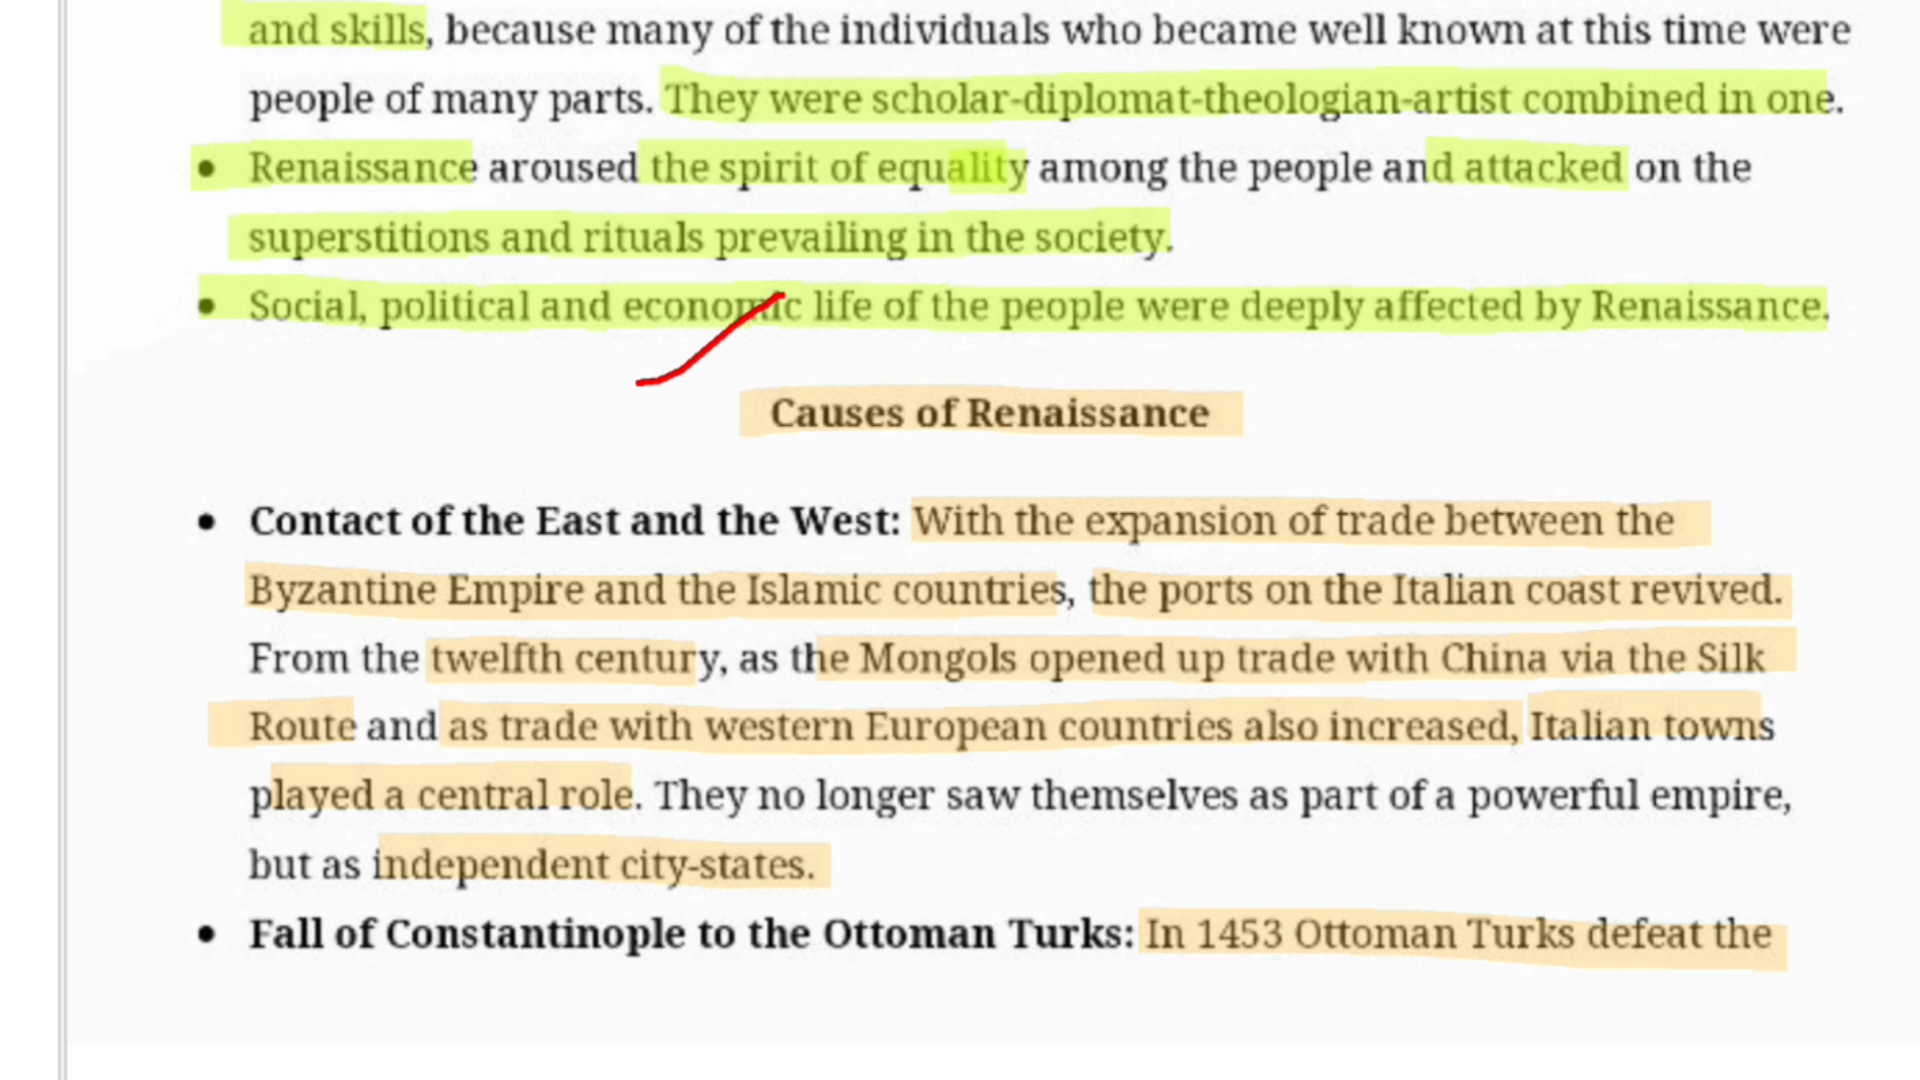 and skills, because many of the individuals who became well known at this time were
people of many parts. They were scholar-diplomat-theologian-artist combined in one.
• Renaissance aroused the spirit of equality among the people and attacked on the
superstitions and rituals prevailing in the society.
• Social, political and economic life of the people were deeply affected by Renaissance.
Causes of Renaissance
• Contact of the East and the West: With the expansion of trade between the
Byzantine Empire and the Islamic countries, the ports on the Italian coast revived.
From the twelfth century, as the Mongols opened up trade with China via the Silk
Route and as trade with western European countries also increased, Italian towns
played a central role. They no longer saw themselves as part of a powerful empire,
but as independent city-states.
• Fall of Constantinople to the Ottoman Turks: In 1453 Ottoman Turks defeat the